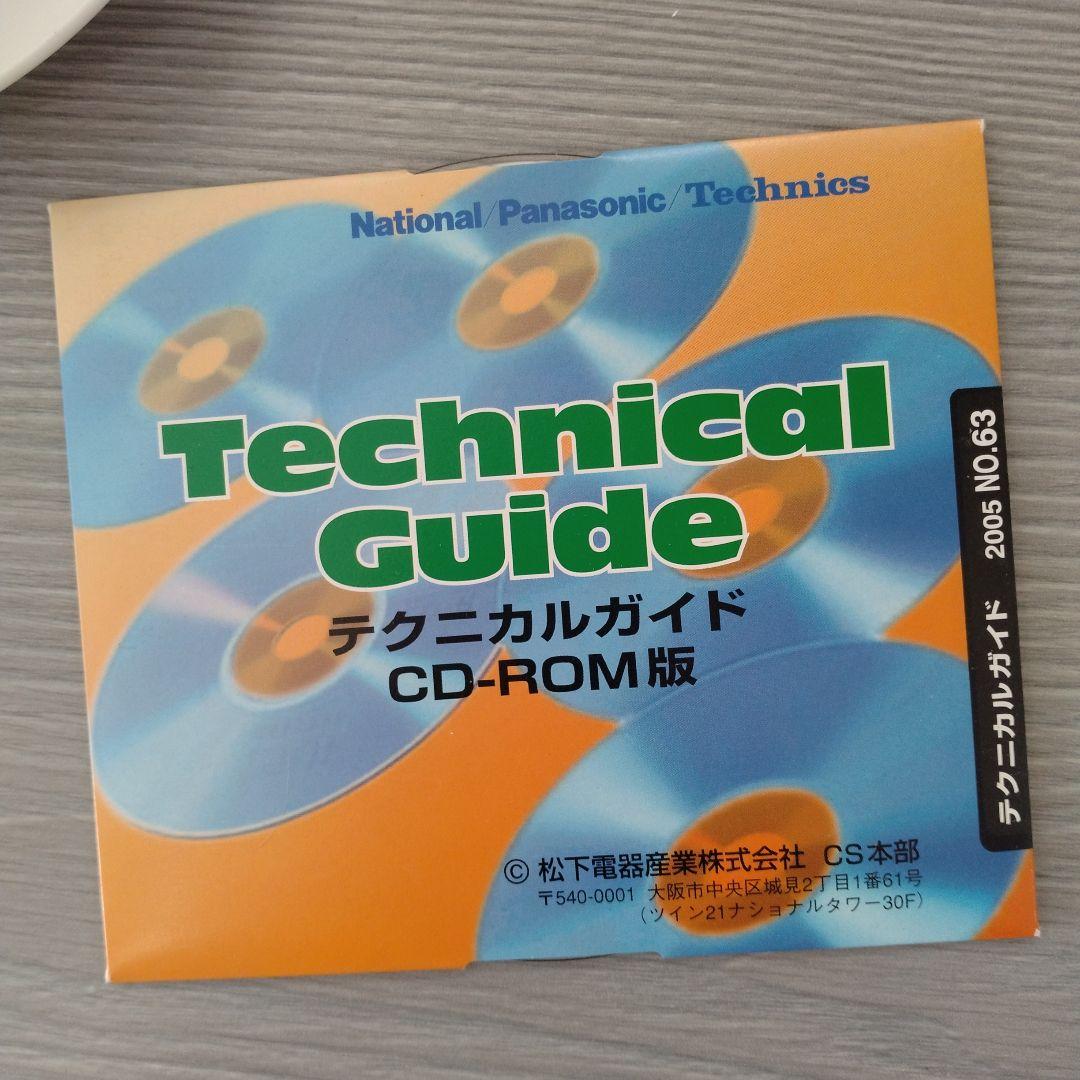 National/Panasonic/Technics
Technical
Guide
テクニカルガイド
CD-ROM版
テクニカルガイド 2005 NO.63
© 松下電器産業株式会社 CS本部
〒540-0001 大阪市中央区城見2丁目1番61号
(ツイン21ナショナルタワー30F)